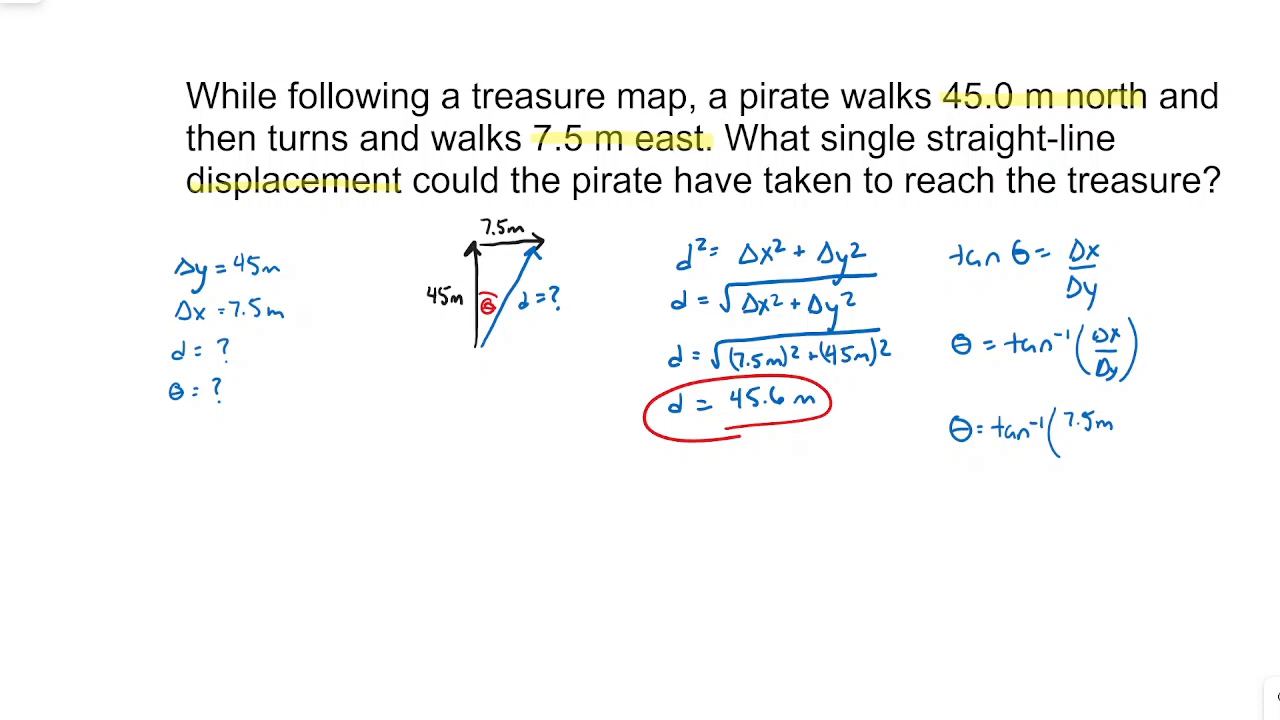 While following a treasure map, a pirate walks 45.0 m north and
then turns and walks 7.5 m east. What single straight-line
displacement could the pirate have taken to reach the treasure?
Δy = 45m
Δx = 7.5m
d = ?
θ = ?
7.5m
45m
θ
d = ?
d² = Δx² + Δy²
d = √Δx² + Δy²
d = √(7.5m)² + (45m)²
d = 45.6 m
tan θ = Δx/Δy
θ = tan⁻¹(Δx/Δy)
θ = tan⁻¹(7.5m